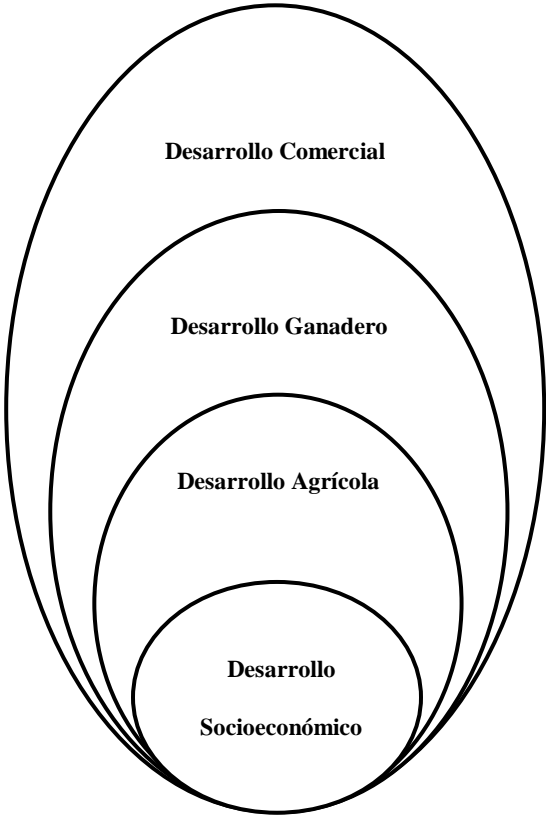 Desarrollo Comercial
Desarrollo Ganadero
Desarrollo Agrícola
Desarrollo
Socioeconómico